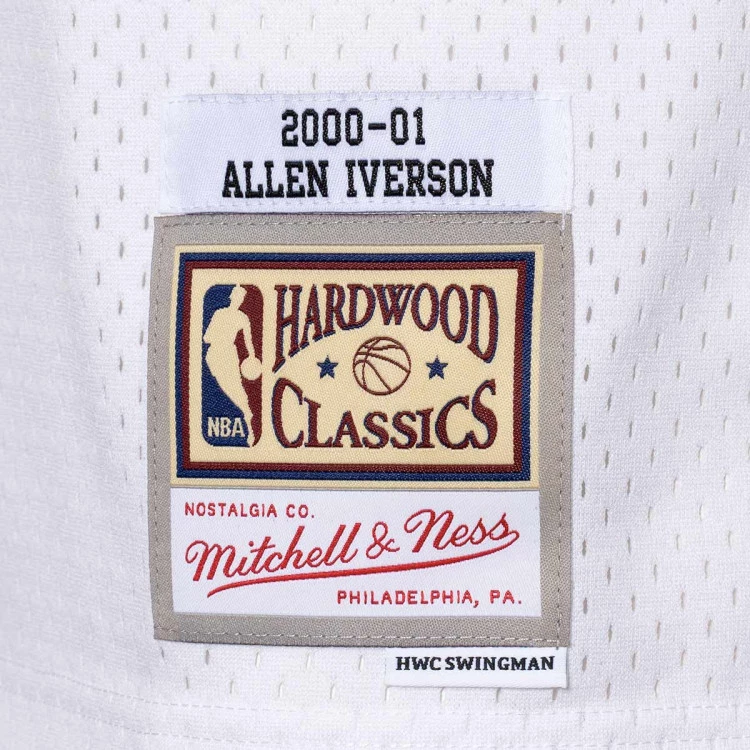 2000-01
ALLEN IVERSON
HARDWOOD
CLASSICS
NBA
NOSTALGIA CO.
Mitchell & Ness
PHILADELPHIA, PA.
HWC SWINGMAN